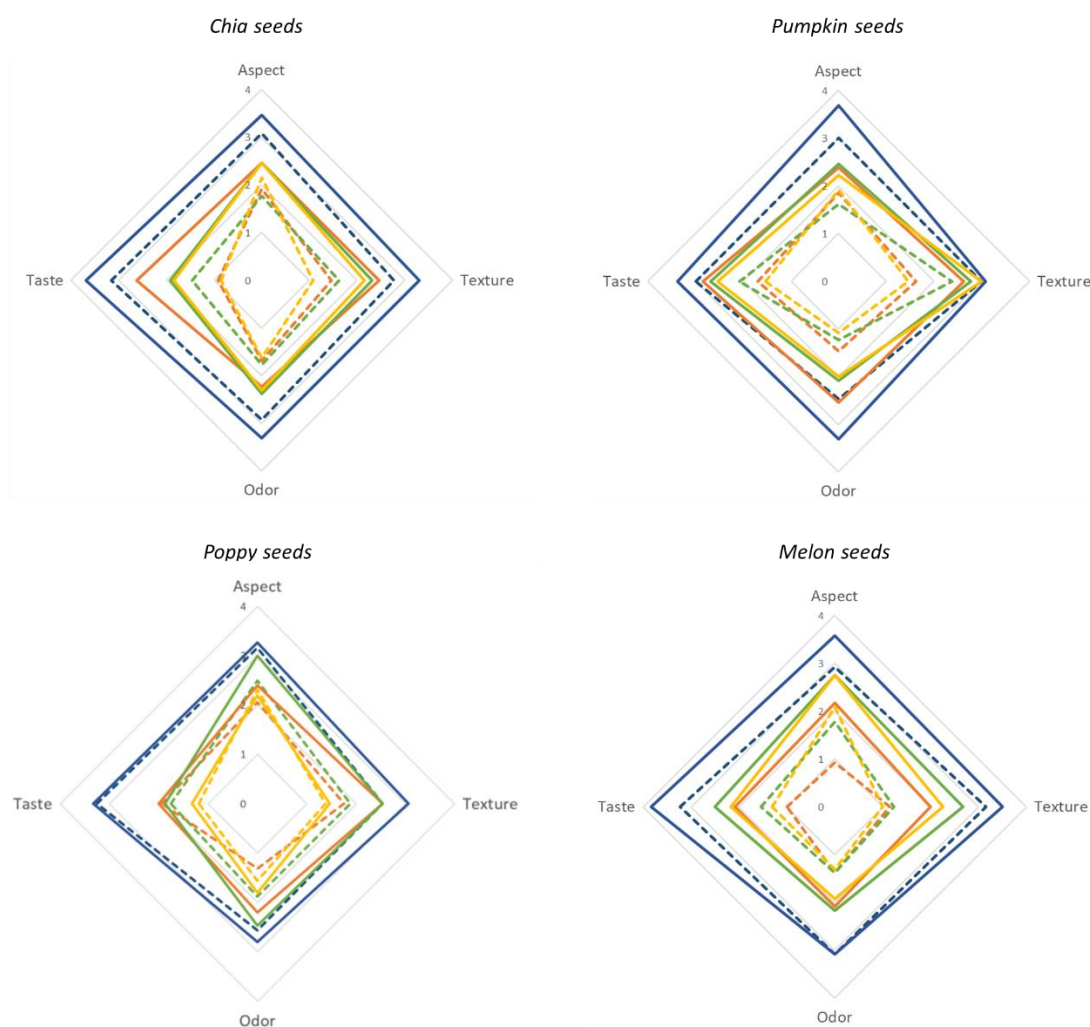 Chia seeds
Aspect
4
3
2
1
0
Taste
Texture
Odor
Pumpkin seeds
Aspect
4
3
2
1
0
Taste
Texture
Odor
Poppy seeds
Aspect
4
3
2
1
0
Taste
Texture
Odor
Melon seeds
Aspect
4
3
2
1
0
Taste
Texture
Odor